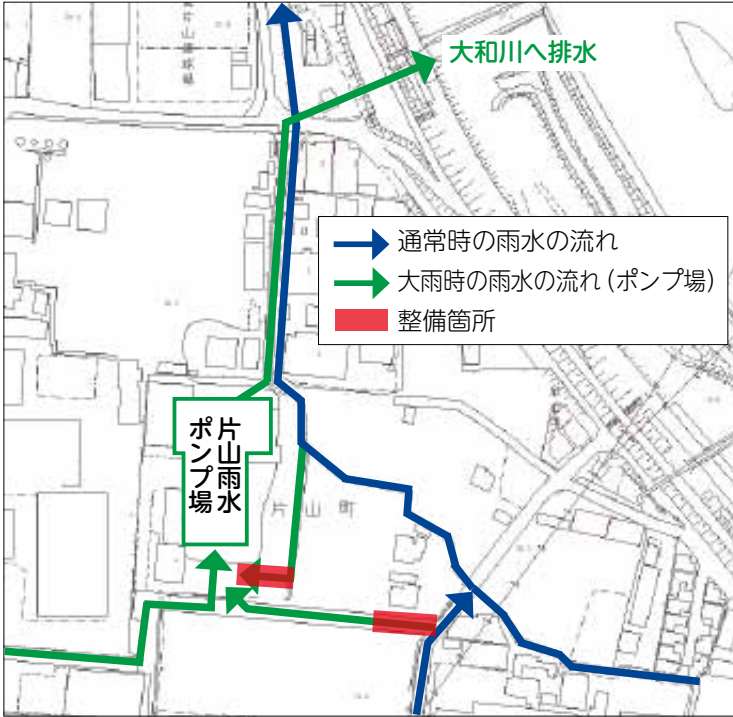 大和川へ排水
通常時の雨水の流れ
大雨時の雨水の流れ（ポンプ場）
整備箇所
片山雨水
ポンプ場
片山町